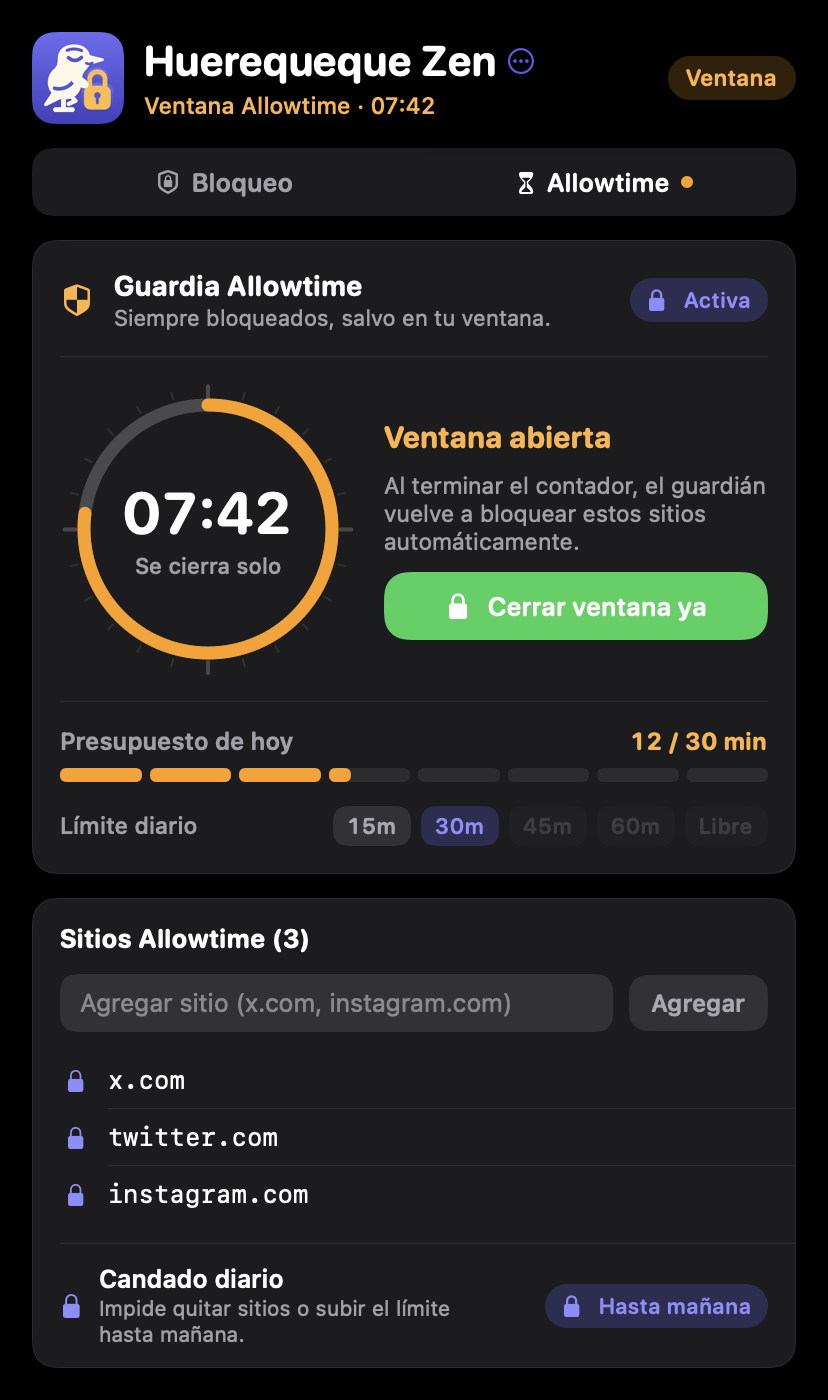 Huerequeque Zen
Ventana Allowtime · 07:42
Ventana
Bloqueo
Allowtime
Guardia Allowtime
Siempre bloqueados, salvo en tu ventana.
Activa
07:42
Se cierra solo
Ventana abierta
Al terminar el contador, el guardián
vuelve a bloquear estos sitios
automáticamente.
Cerrar ventana ya
Presupuesto de hoy
12 / 30 min
Límite diario
15m
30m
45m
60m
Libre
Sitios Allowtime (3)
Agregar sitio (x.com, instagram.com)
Agregar
x.com
twitter.com
instagram.com
Candado diario
Impide quitar sitios o subir el límite
hasta mañana.
Hasta mañana